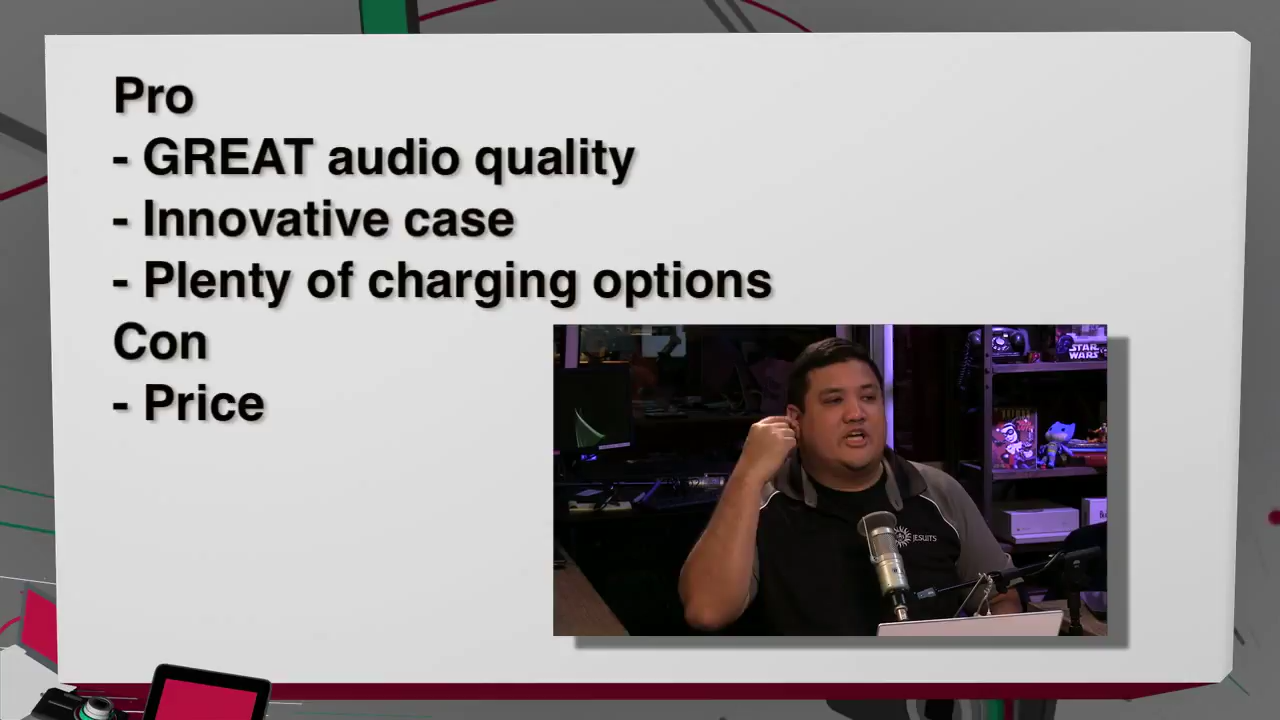 Pro
- GREAT audio quality
- Innovative case
- Plenty of charging options
Con
- Price
STAR
WARS
JESUITS